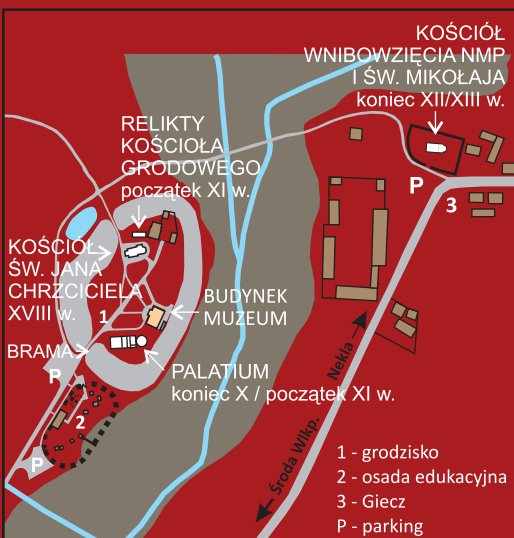 KOŚCIÓŁ
WNIBOWZIĘCIA NMP
I ŚW. MIKOŁAJA
koniec XII/XIII w.
RELIKTY
KOŚCIOŁA
GRODOWEGO
początek XI w.
P
3
KOŚCIÓŁ
ŚW. JANA
CHRZCICIELA
XVIII w.
1
BUDYNEK
MUZEUM
BRAMA
P
PALATIUM
koniec X / początek XI w.
Nekla
2
P
Środa Wlkp.
1 - grodzisko
2 - osada edukacyjna
3 - Giecz
P - parking